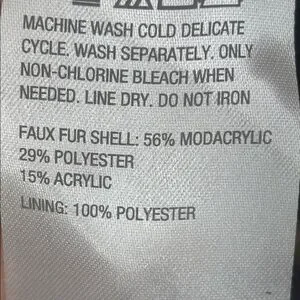 MACHINE WASH COLD DELICATE
CYCLE. WASH SEPARATELY. ONLY
NON-CHLORINE BLEACH WHEN
NEEDED. LINE DRY. DO NOT IRON
FAUX FUR SHELL: 56% MODACRYLIC
29% POLYESTER
15% ACRYLIC
LINING: 100% POLYESTER